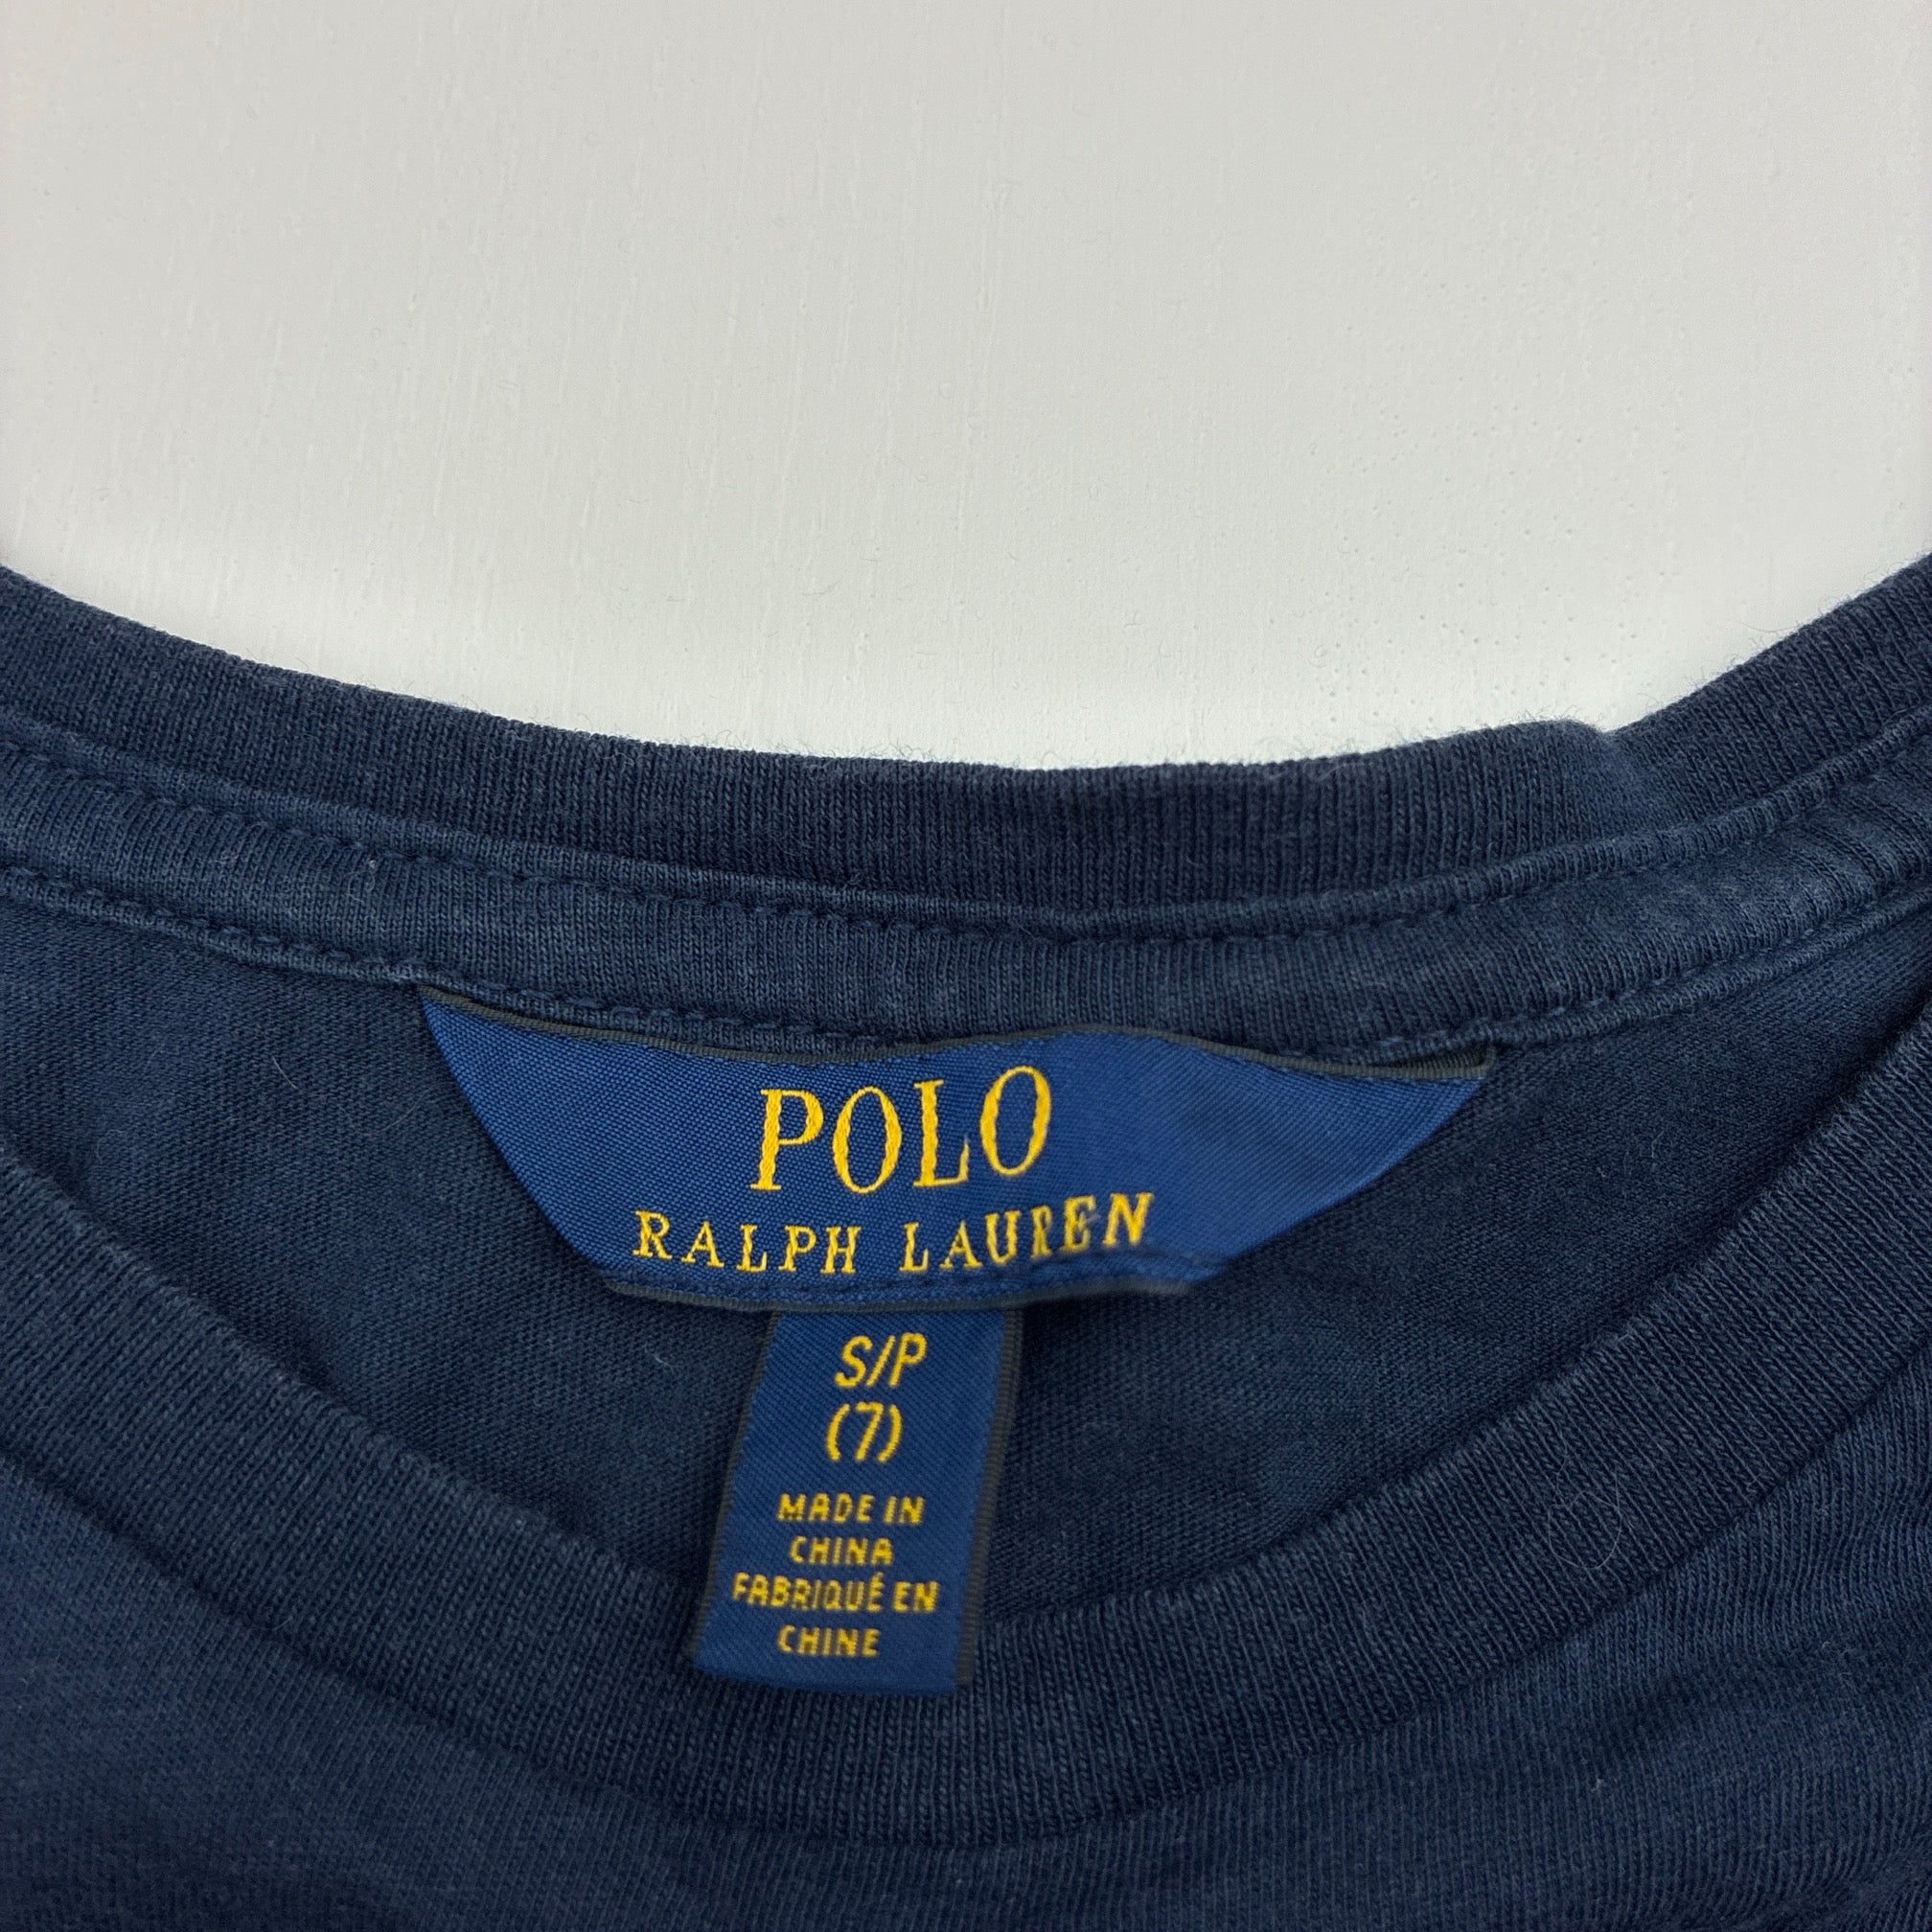 POLO
RALPH LAUREN
S/P
(7)
MADE IN
CHINA
FABRIQUÉ EN
CHINE